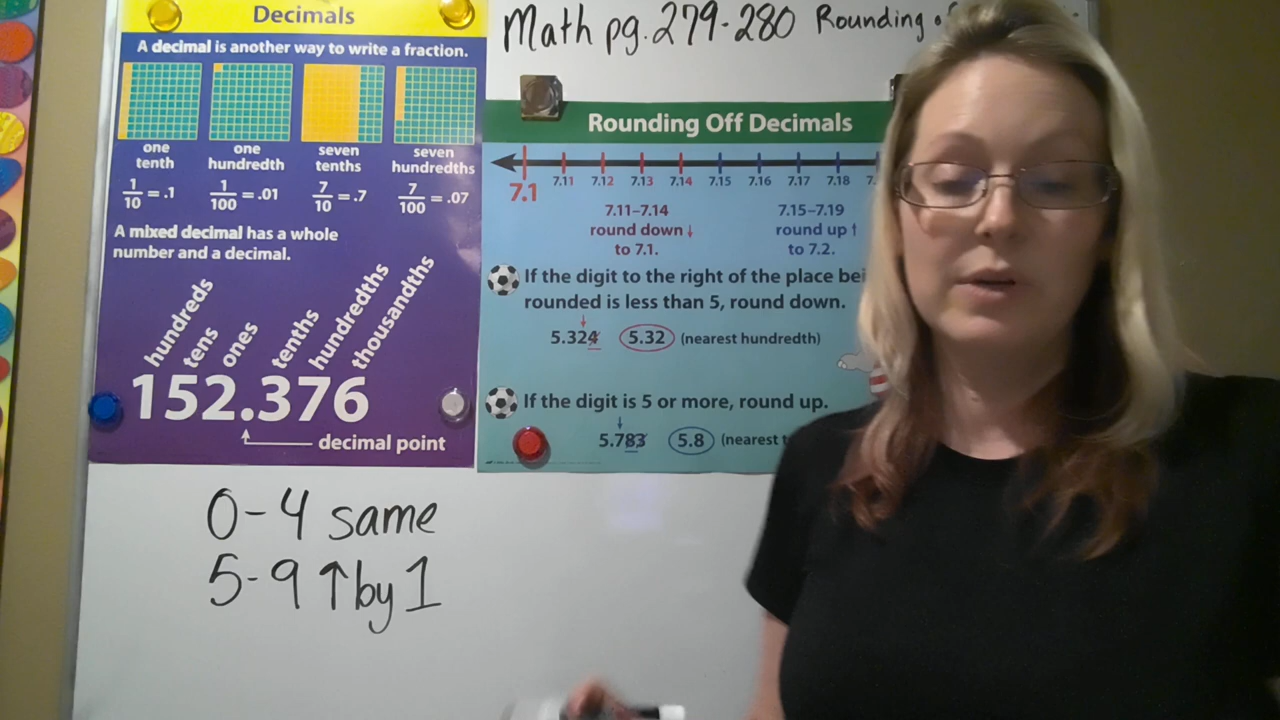 Decimals
A decimal is another way to write a fraction.
one tenth
1/10 = .1
one hundredth
1/100 = .01
seven tenths
7/10 = .7
seven hundredths
7/100 = .07
A mixed decimal has a whole
number and a decimal.
hundreds tens ones tenths hundredths thousandths
152.376
decimal point
Math pg. 279-280 Rounding
Rounding Off Decimals
7.1 7.11 7.12 7.13 7.14 7.15 7.16 7.17 7.18
7.11–7.14
round down ↓
to 7.1.
7.15–7.19
round up ↑
to 7.2.
If the digit to the right of the place
rounded is less than 5, round down.
5.324 5.32 (nearest hundredth)
If the digit is 5 or more, round up.
5.783 5.8 (nearest
0-4 same
5-9 ↑ by 1